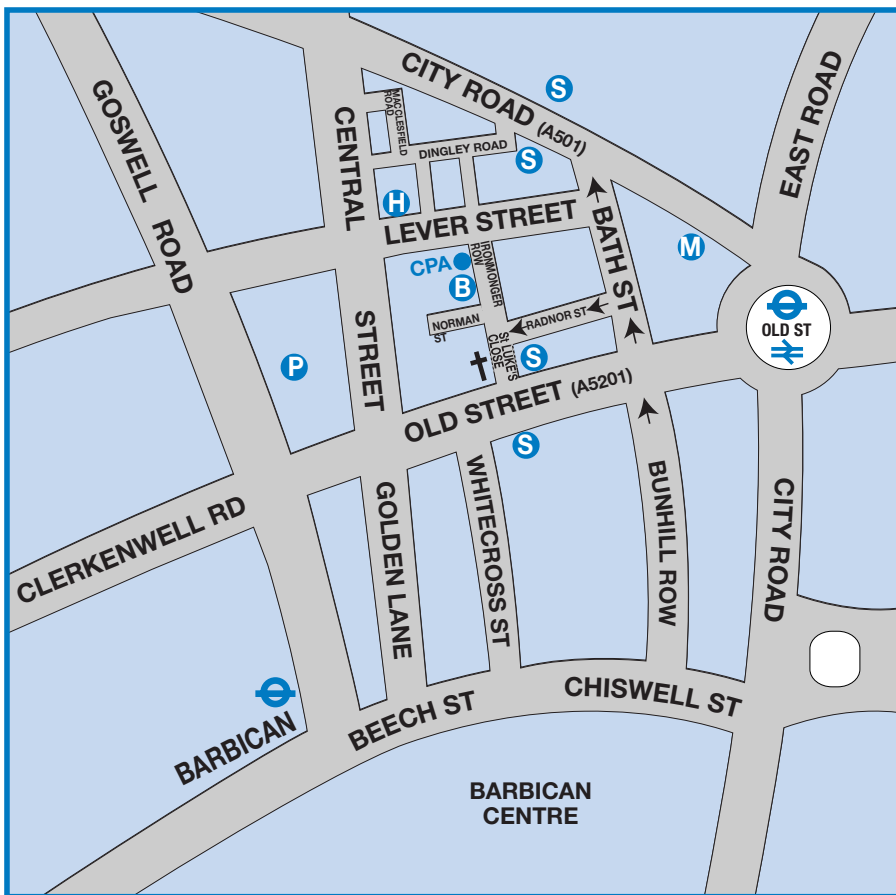 GOSWELL ROAD
CENTRAL STREET
MACCLESFIELD
ROAD
CITY ROAD (A501)
S
EAST ROAD
DINGLEY ROAD
S
H
LEVER STREET
BATH ST
M
CPA
IRONMONGER
ROW
B
NORMAN
ST
RADNOR ST
OLD ST
St LUKE'S
CLOSE
S
P
OLD STREET (A5201)
S
CLERKENWELL RD
GOLDEN LANE
WHITECROSS ST
BUNHILL ROW
CITY ROAD
BARBICAN
BEECH ST
CHISWELL ST
BARBICAN
CENTRE